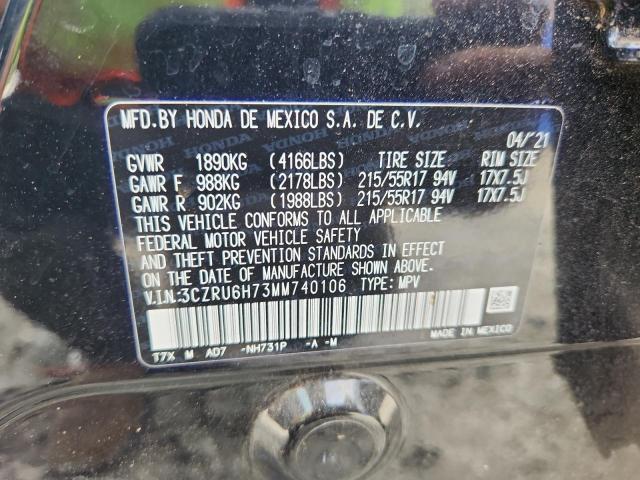 MFD.BY HONDA DE MEXICO S.A. DE C.V.
04/'21
GVWR 1890KG (4166LBS) TIRE SIZE RIM SIZE
GAWR F 988KG (2178LBS) 215/55R17 94V 17X7.5J
GAWR R 902KG (1988LBS) 215/55R17 94V 17X7.5J
THIS VEHICLE CONFORMS TO ALL APPLICABLE
FEDERAL MOTOR VEHICLE SAFETY
AND THEFT PREVENTION STANDARDS IN EFFECT
ON THE DATE OF MANUFACTURE SHOWN ABOVE.
V.I.N.:3CZRU6H73MM740106 TYPE: MPV
T7X M AD7 -NH731P -A -M
MADE IN MEXICO